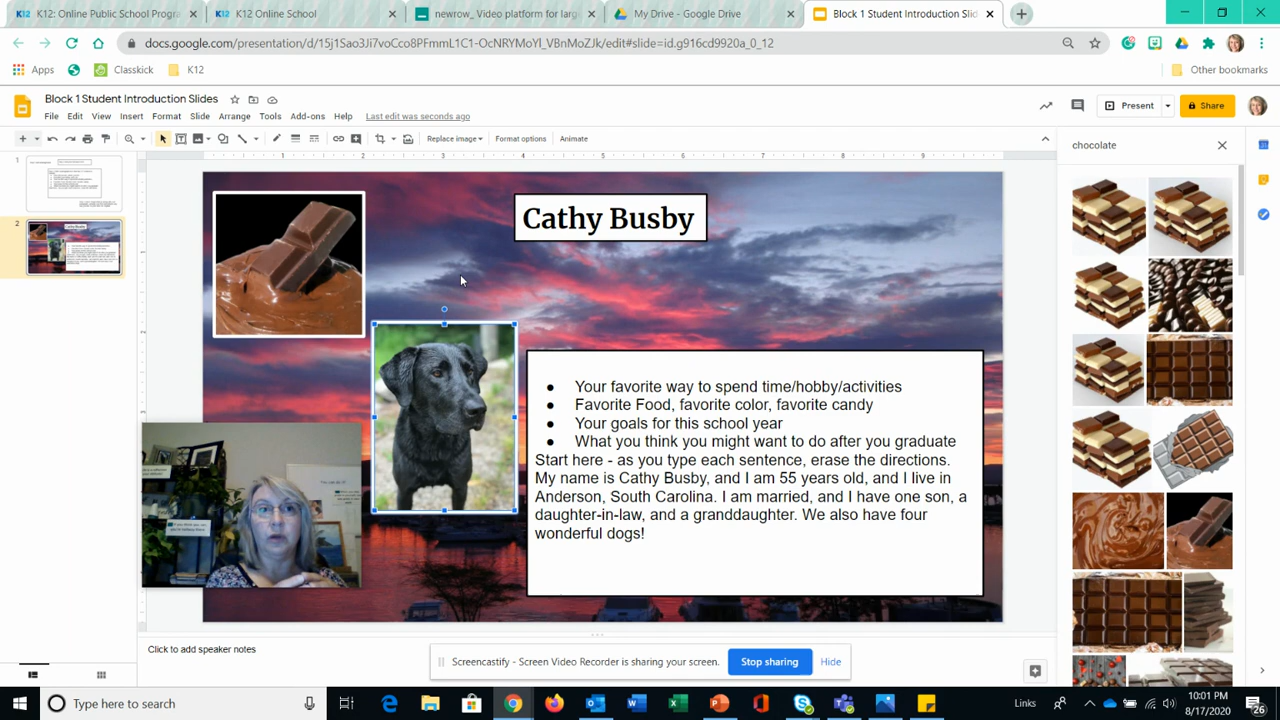 K12: Online Public School Progra
K12 Online School
newrow_ Video platform for larg
My Drive - Google Drive
Block 1 Student Introduction Slid
docs.google.com/presentation/d/15j1Sao3Ji7voCco8PFmmL1C1-0cNRXMo1T_VBnMoZJk/edit#slide=id.g916cd9920a_0_12
Apps
Classkick
K12
Other bookmarks
Block 1 Student Introduction Slides
File Edit View Insert Format Slide Arrange Tools Add-ons Help Last edit was seconds ago
Present
Share
Replace image
Format options
Animate
chocolate
1
2
Cathy Busby
● Your favorite way to spend time/hobby/activities
● Favorite Food, favorite color, favorite candy
● Your goals for this school year
● What you think you might want to do after you graduate
Start here - as you type each sentence, erase the directions.
My name is Cathy Busby, and I am 55 years old, and I live in
Anderson, South Carolina. I am married, and I have one son, a
daughter-in-law, and a granddaughter. We also have four
wonderful dogs!
Click to add speaker notes
Screencastify - Screen Video Recorder is sharing your screen.
Stop sharing
Hide
Type here to search
Links
10:01 PM
8/17/2020
26